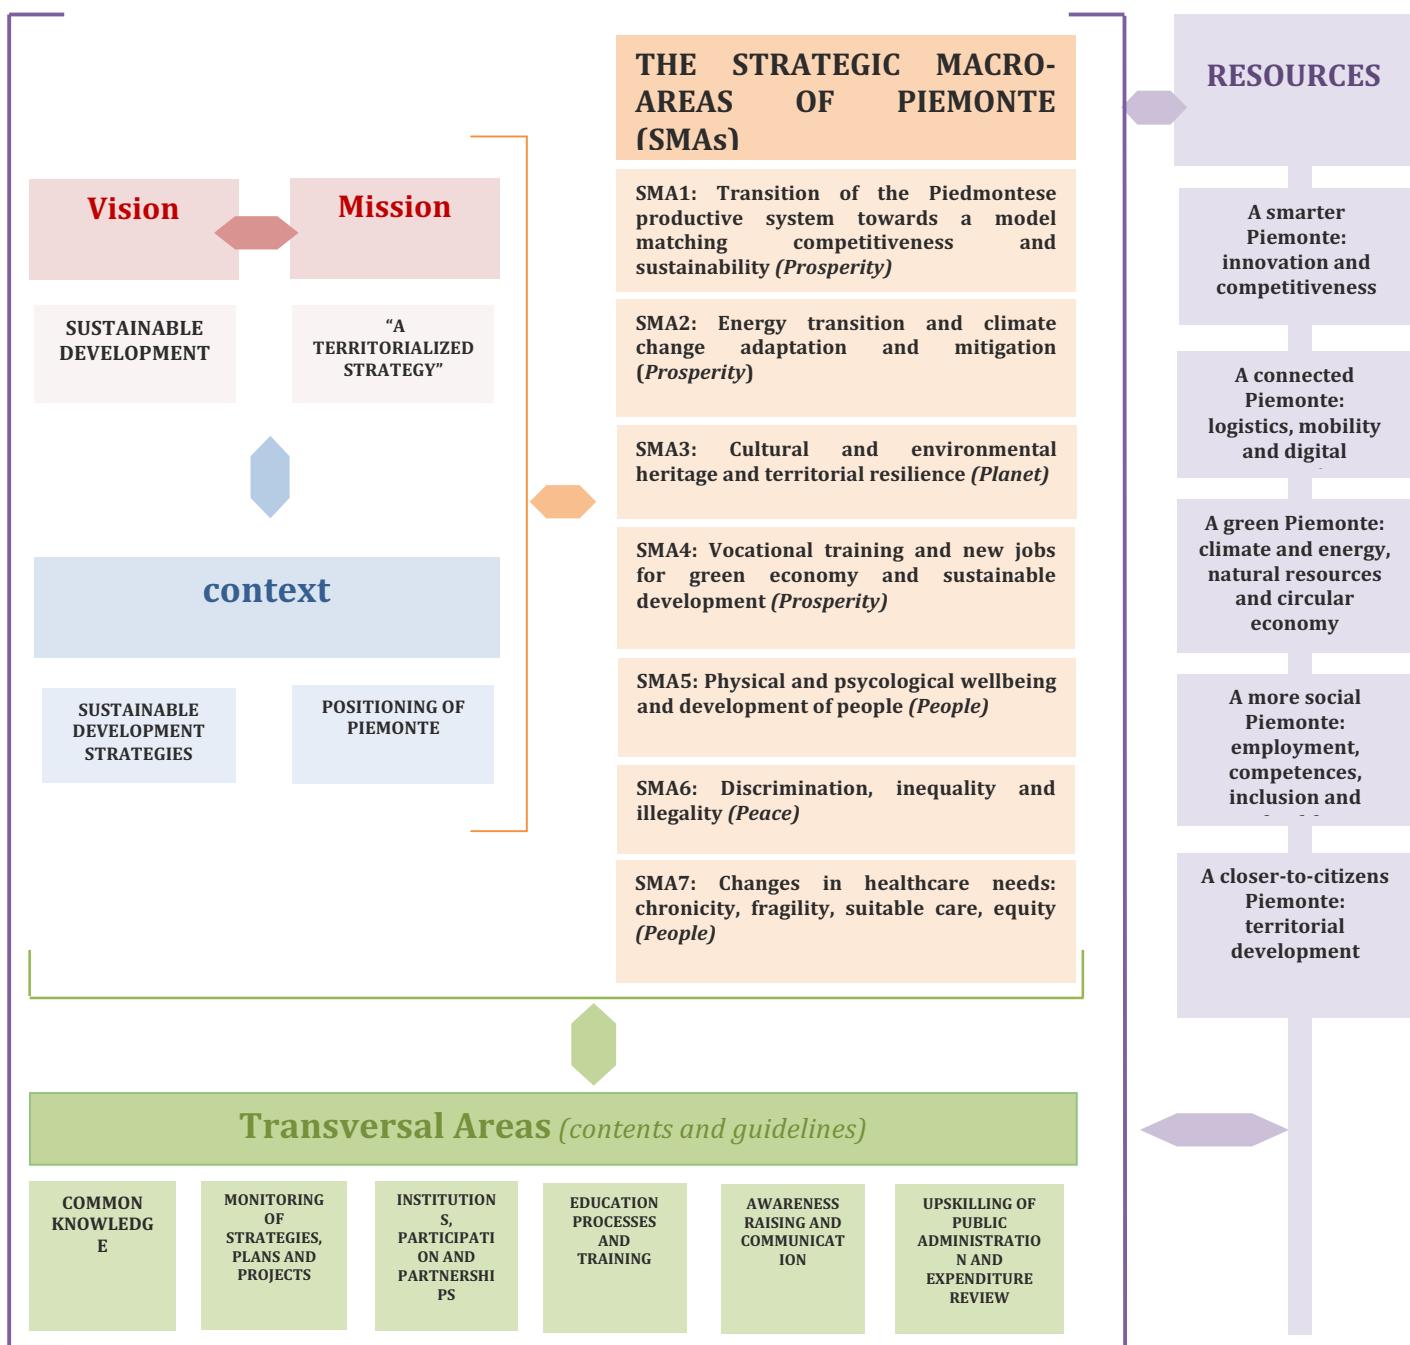 Vision
Mission
SUSTAINABLE
DEVELOPMENT
“A
TERRITORIALIZED
STRATEGY”
context
SUSTAINABLE
DEVELOPMENT
STRATEGIES
POSITIONING OF
PIEMONTE
THE STRATEGIC MACRO-
AREAS OF PIEMONTE
(SMAs)
SMA1: Transition of the Piedmontese
productive system towards a model
matching competitiveness and
sustainability (Prosperity)
SMA2: Energy transition and climate
change adaptation and mitigation
(Prosperity)
SMA3: Cultural and environmental
heritage and territorial resilience (Planet)
SMA4: Vocational training and new jobs
for green economy and sustainable
development (Prosperity)
SMA5: Physical and psycological wellbeing
and development of people (People)
SMA6: Discrimination, inequality and
illegality (Peace)
SMA7: Changes in healthcare needs:
chronicity, fragility, suitable care, equity
(People)
RESOURCES
A smarter
Piemonte:
innovation and
competitiveness
A connected
Piemonte:
logistics, mobility
and digital
A green Piemonte:
climate and energy,
natural resources
and circular
economy
A more social
Piemonte:
employment,
competences,
inclusion and
A closer-to-citizens
Piemonte:
territorial
development
Transversal Areas (contents and guidelines)
COMMON
KNOWLEDG
E
MONITORING
OF
STRATEGIES,
PLANS AND
PROJECTS
INSTITUTION
S,
PARTICIPATI
ON AND
PARTNERSHI
PS
EDUCATION
PROCESSES
AND
TRAINING
AWARENESS
RAISING AND
COMMUNICAT
ION
UPSKILLING OF
PUBLIC
ADMINISTRATIO
N AND
EXPENDITURE
REVIEW